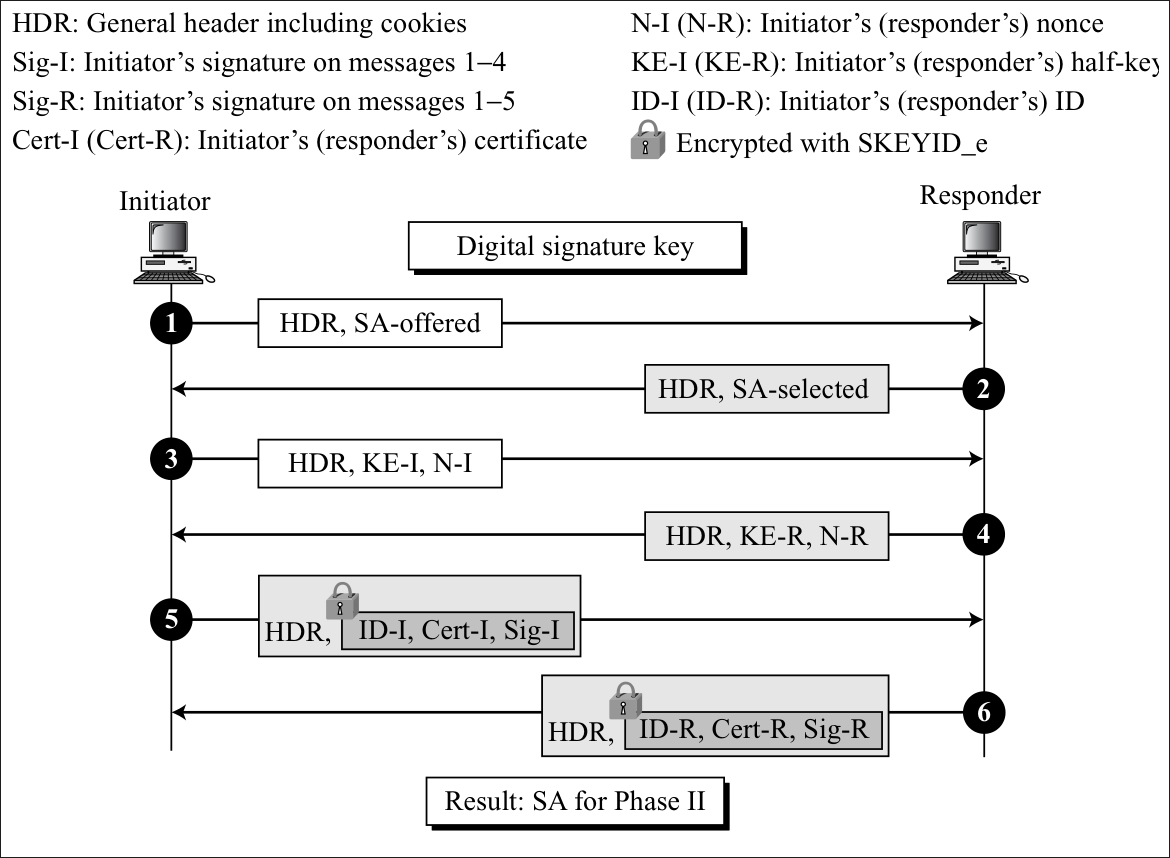 HDR: General header including cookies
Sig-I: Initiator’s signature on messages 1–4
Sig-R: Initiator’s signature on messages 1–5
Cert-I (Cert-R): Initiator’s (responder’s) certificate
N-I (N-R): Initiator’s (responder’s) nonce
KE-I (KE-R): Initiator’s (responder’s) half-key
ID-I (ID-R): Initiator’s (responder’s) ID
Encrypted with SKEYID_e
Initiator
Responder
Digital signature key
1 HDR, SA-offered
HDR, SA-selected 2
3 HDR, KE-I, N-I
HDR, KE-R, N-R 4
5 HDR, ID-I, Cert-I, Sig-I
HDR, ID-R, Cert-R, Sig-R 6
Result: SA for Phase II